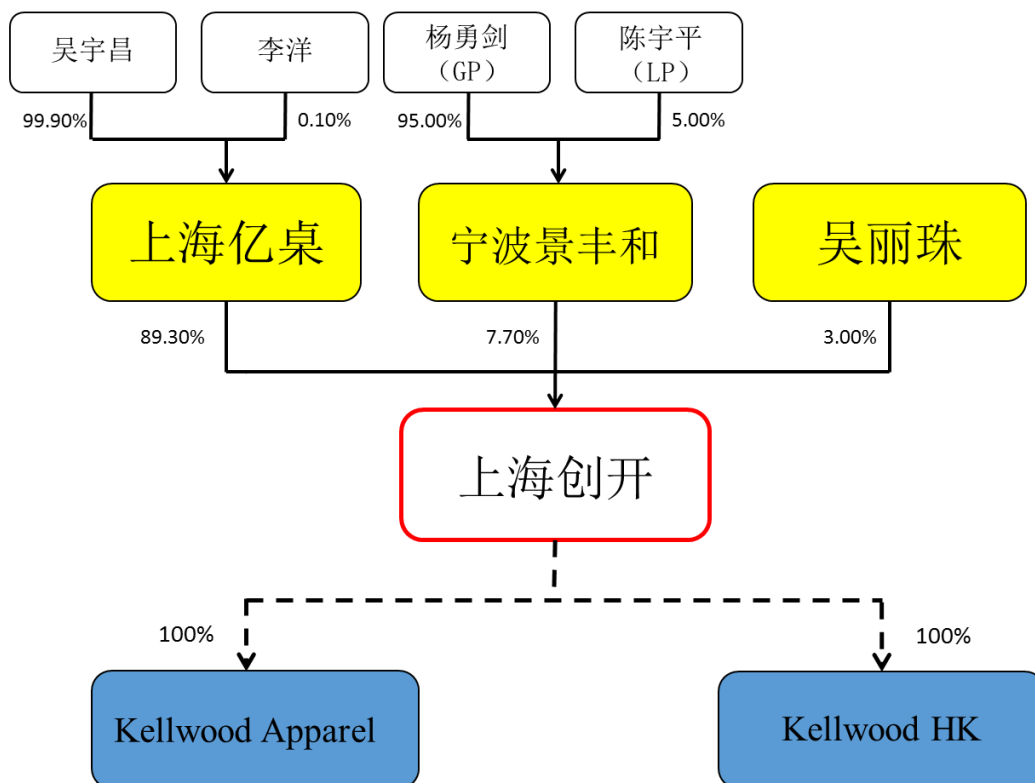 吴宇昌
李洋
杨勇剑
（GP）
陈宇平
（LP）
99.90%
0.10%
95.00%
5.00%
上海亿桌
宁波景丰和
吴丽珠
89.30%
7.70%
3.00%
上海创开
100%
100%
Kellwood Apparel
Kellwood HK